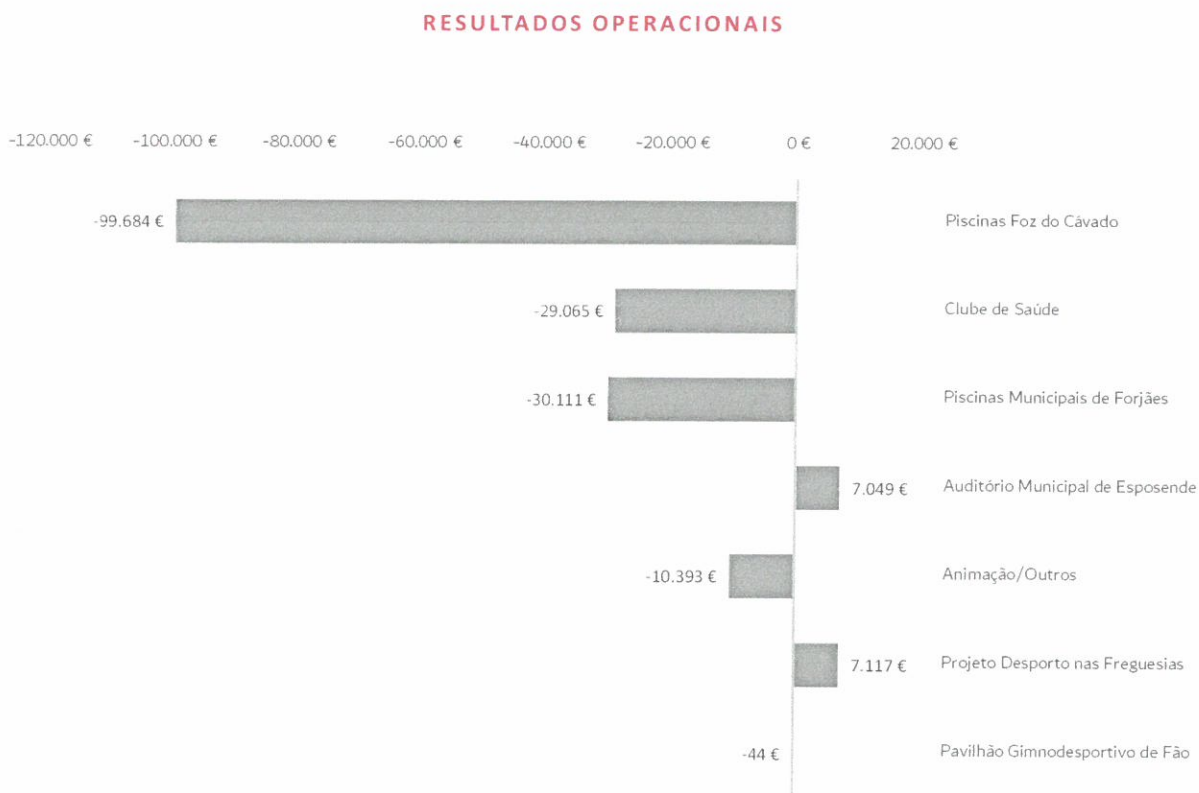 RESULTADOS OPERACIONAIS
-120.000 € -100.000 € -80.000 € -60.000 € -40.000 € -20.000 € 0 € 20.000 €
-99.684 € Piscinas Foz do Cávado
-29.065 € Clube de Saúde
-30.111 € Piscinas Municipais de Forjães
7.049 € Auditório Municipal de Esposende
-10.393 € Animação/Outros
7.117 € Projeto Desporto nas Freguesias
-44 € Pavilhão Gimnodesportivo de Fão